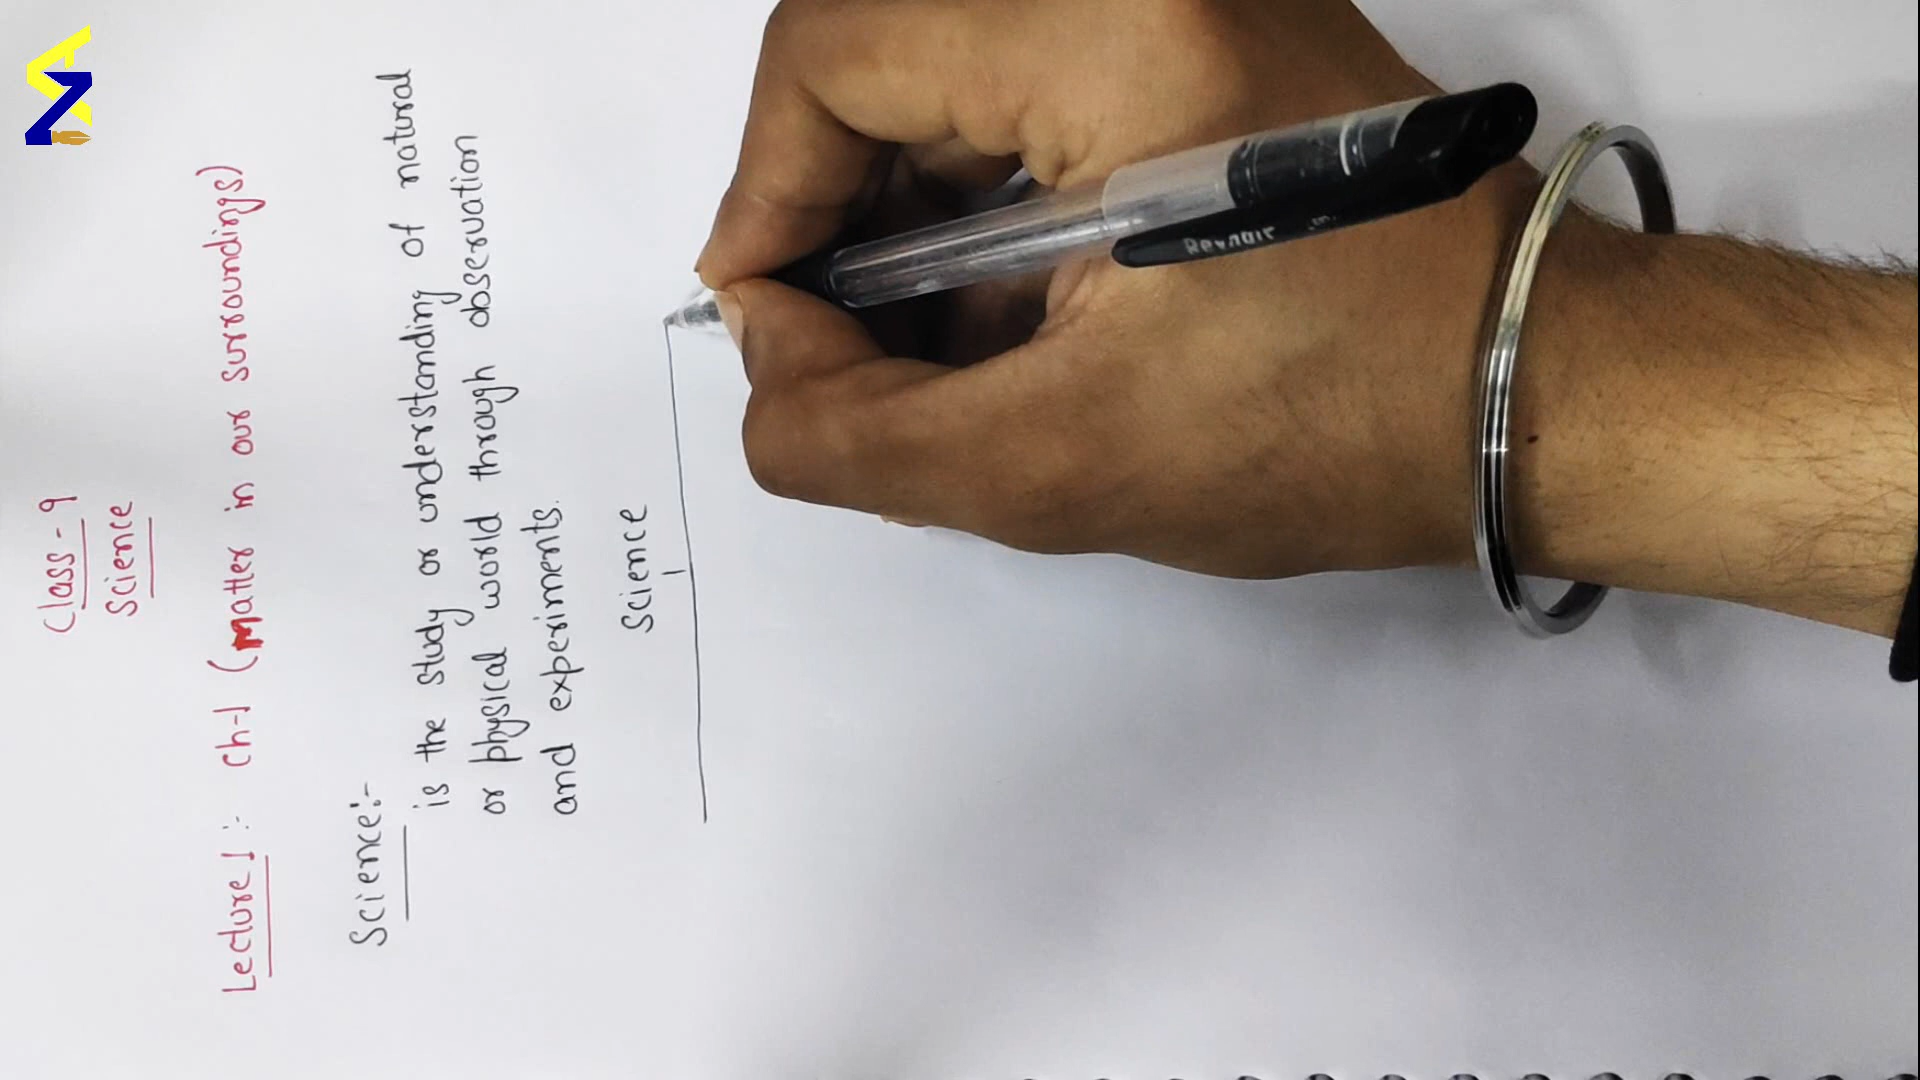 Class-9
Science
Lecture 1:- Ch-1 (Matter in our surroundings)
Science:-
is the study or understanding of natural
or physical world through observation
and experiments.
Science